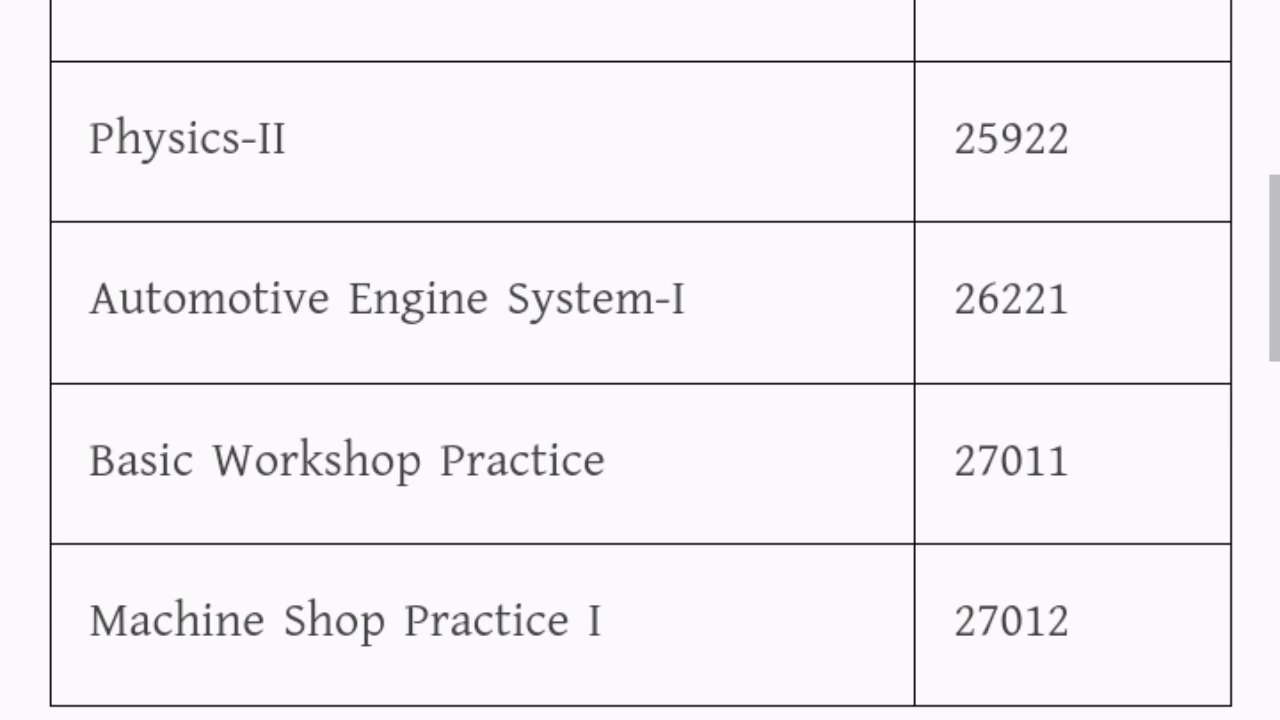 Physics-II 25922
Automotive Engine System-I 26221
Basic Workshop Practice 27011
Machine Shop Practice I 27012